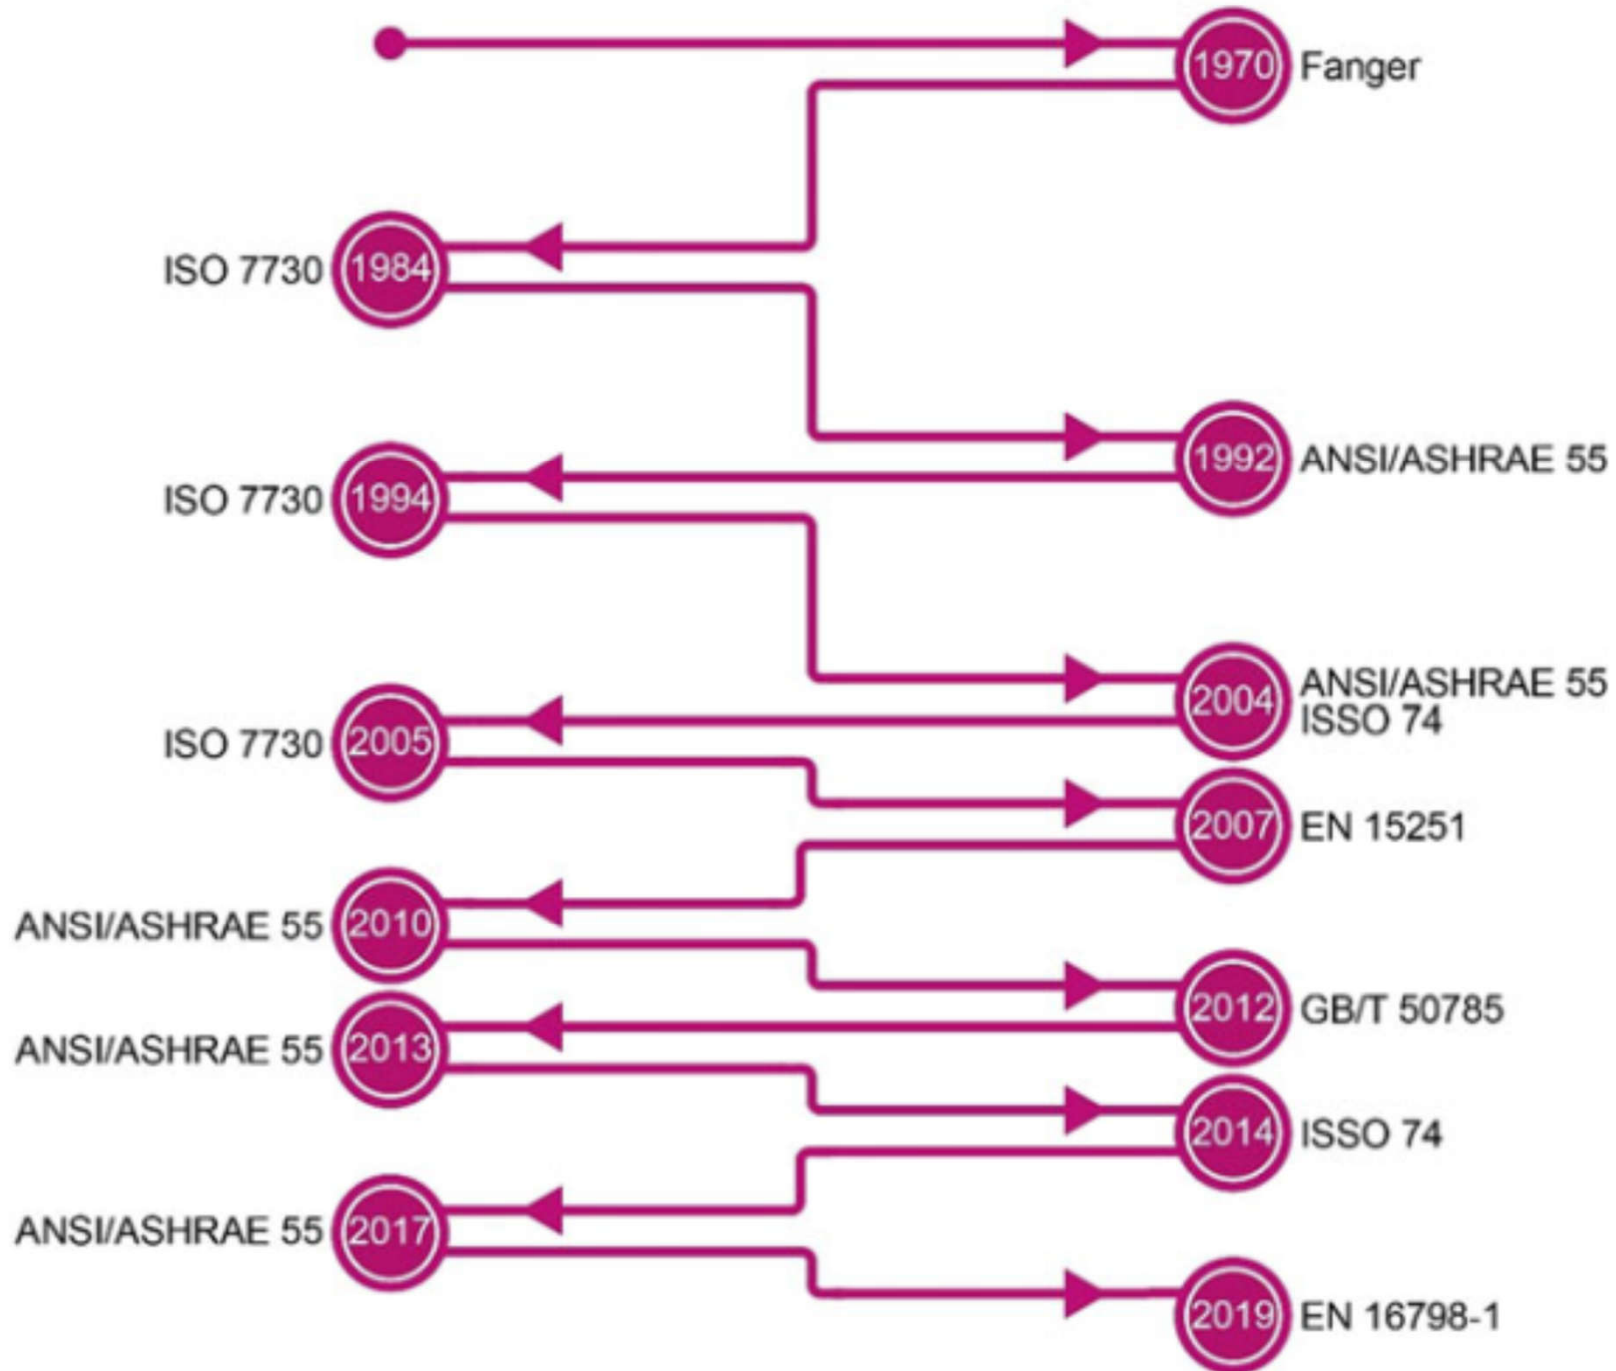 1970 Fanger
ISO 7730 1984
1992 ANSI/ASHRAE 55
ISO 7730 1994
2004 ANSI/ASHRAE 55
ISSO 74
ISO 7730 2005
2007 EN 15251
ANSI/ASHRAE 55 2010
2012 GB/T 50785
ANSI/ASHRAE 55 2013
2014 ISSO 74
ANSI/ASHRAE 55 2017
2019 EN 16798-1